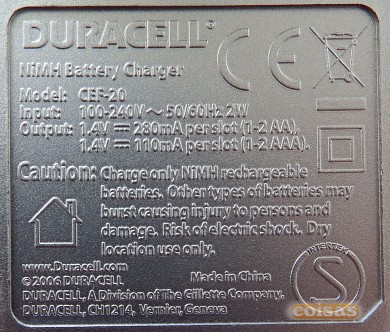 DURACELL®
NiMH Battery Charger
Model: CEF-20
Input: 100-240V~ 50/60Hz, 2W
Output: 1.4V ⎓ 280mA per slot (1-2 AA),
1.4V ⎓ 110mA per slot (1-2 AAA).
CE
Caution: Charge only NiMH rechargeable
batteries. Other types of batteries may
burst causing injury to persons and
damage. Risk of electric shock. Dry
location use only.
www.Duracell.com
Made in China
© 2006 DURACELL
DURACELL, A Division of The Gillette Company.
DURACELL, CH1214, Vernier, Geneva
INTERTEK
S
coisas